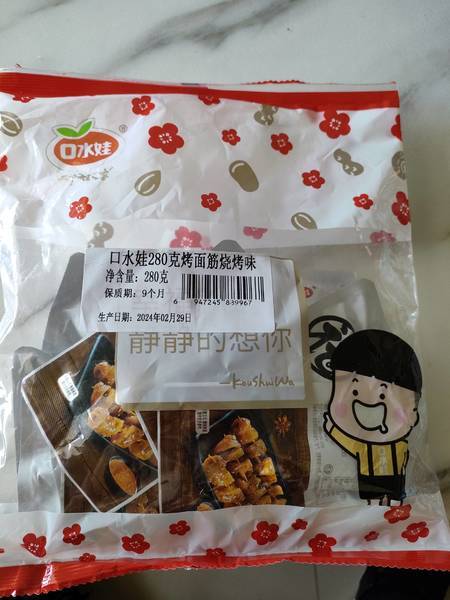 口水娃
®
口水娃280克烤面筋烧烤味
净含量：280克
保质期：9个月
6 947245 889967
生产日期：2024年02月29日
静静的想你
KouShuiWa